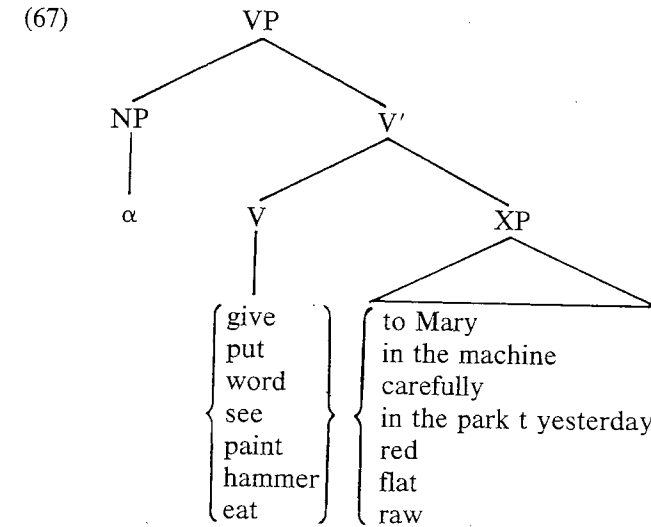 (67) VP
NP V′
α V XP
give to Mary
put in the machine
word carefully
see in the park t yesterday
paint red
hammer flat
eat raw